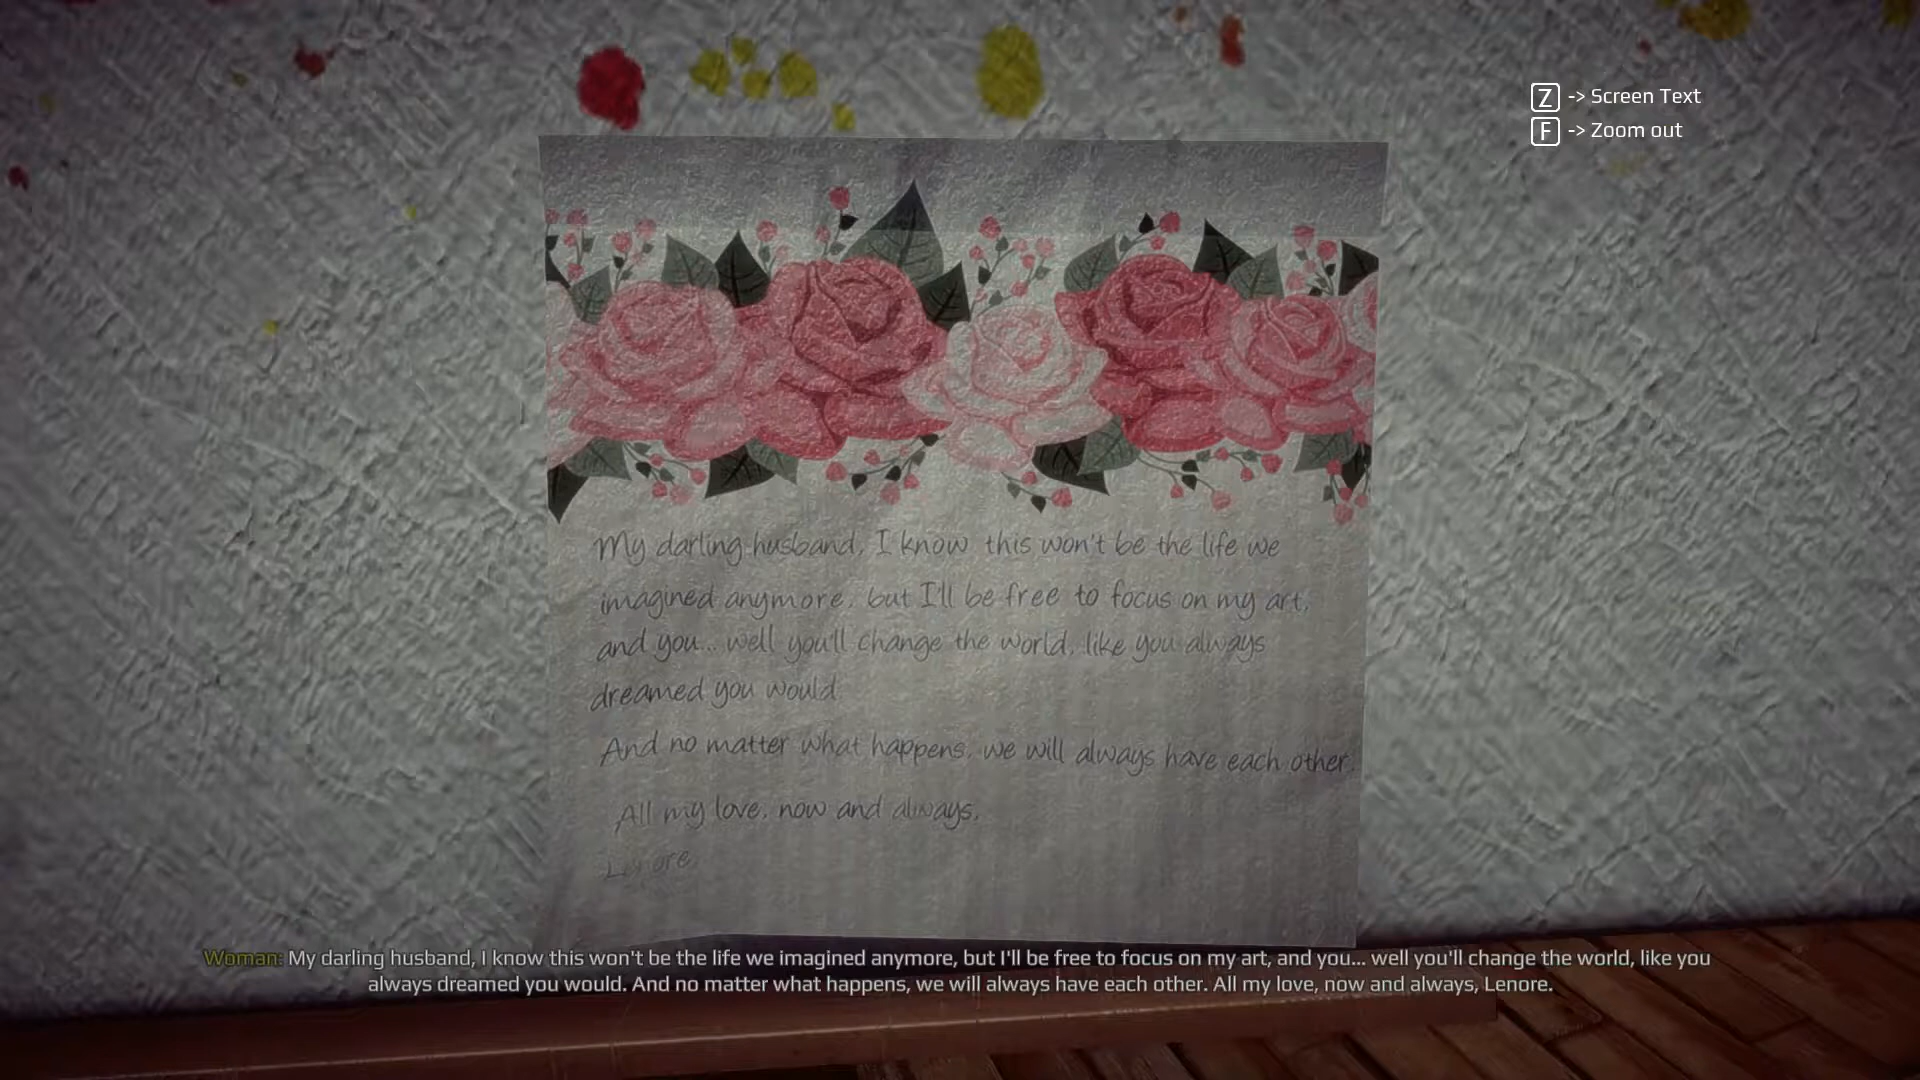 Z -> Screen Text
F -> Zoom out
My darling husband, I know this won't be the life we
imagined anymore, but I'll be free to focus on my art,
and you... well you'll change the world, like you always
dreamed you would
And no matter what happens, we will always have each other.
All my love, now and always,
Lenore
Woman: My darling husband, I know this won't be the life we imagined anymore, but I'll be free to focus on my art, and you... well you'll change the world, like you
always dreamed you would. And no matter what happens, we will always have each other. All my love, now and always, Lenore.